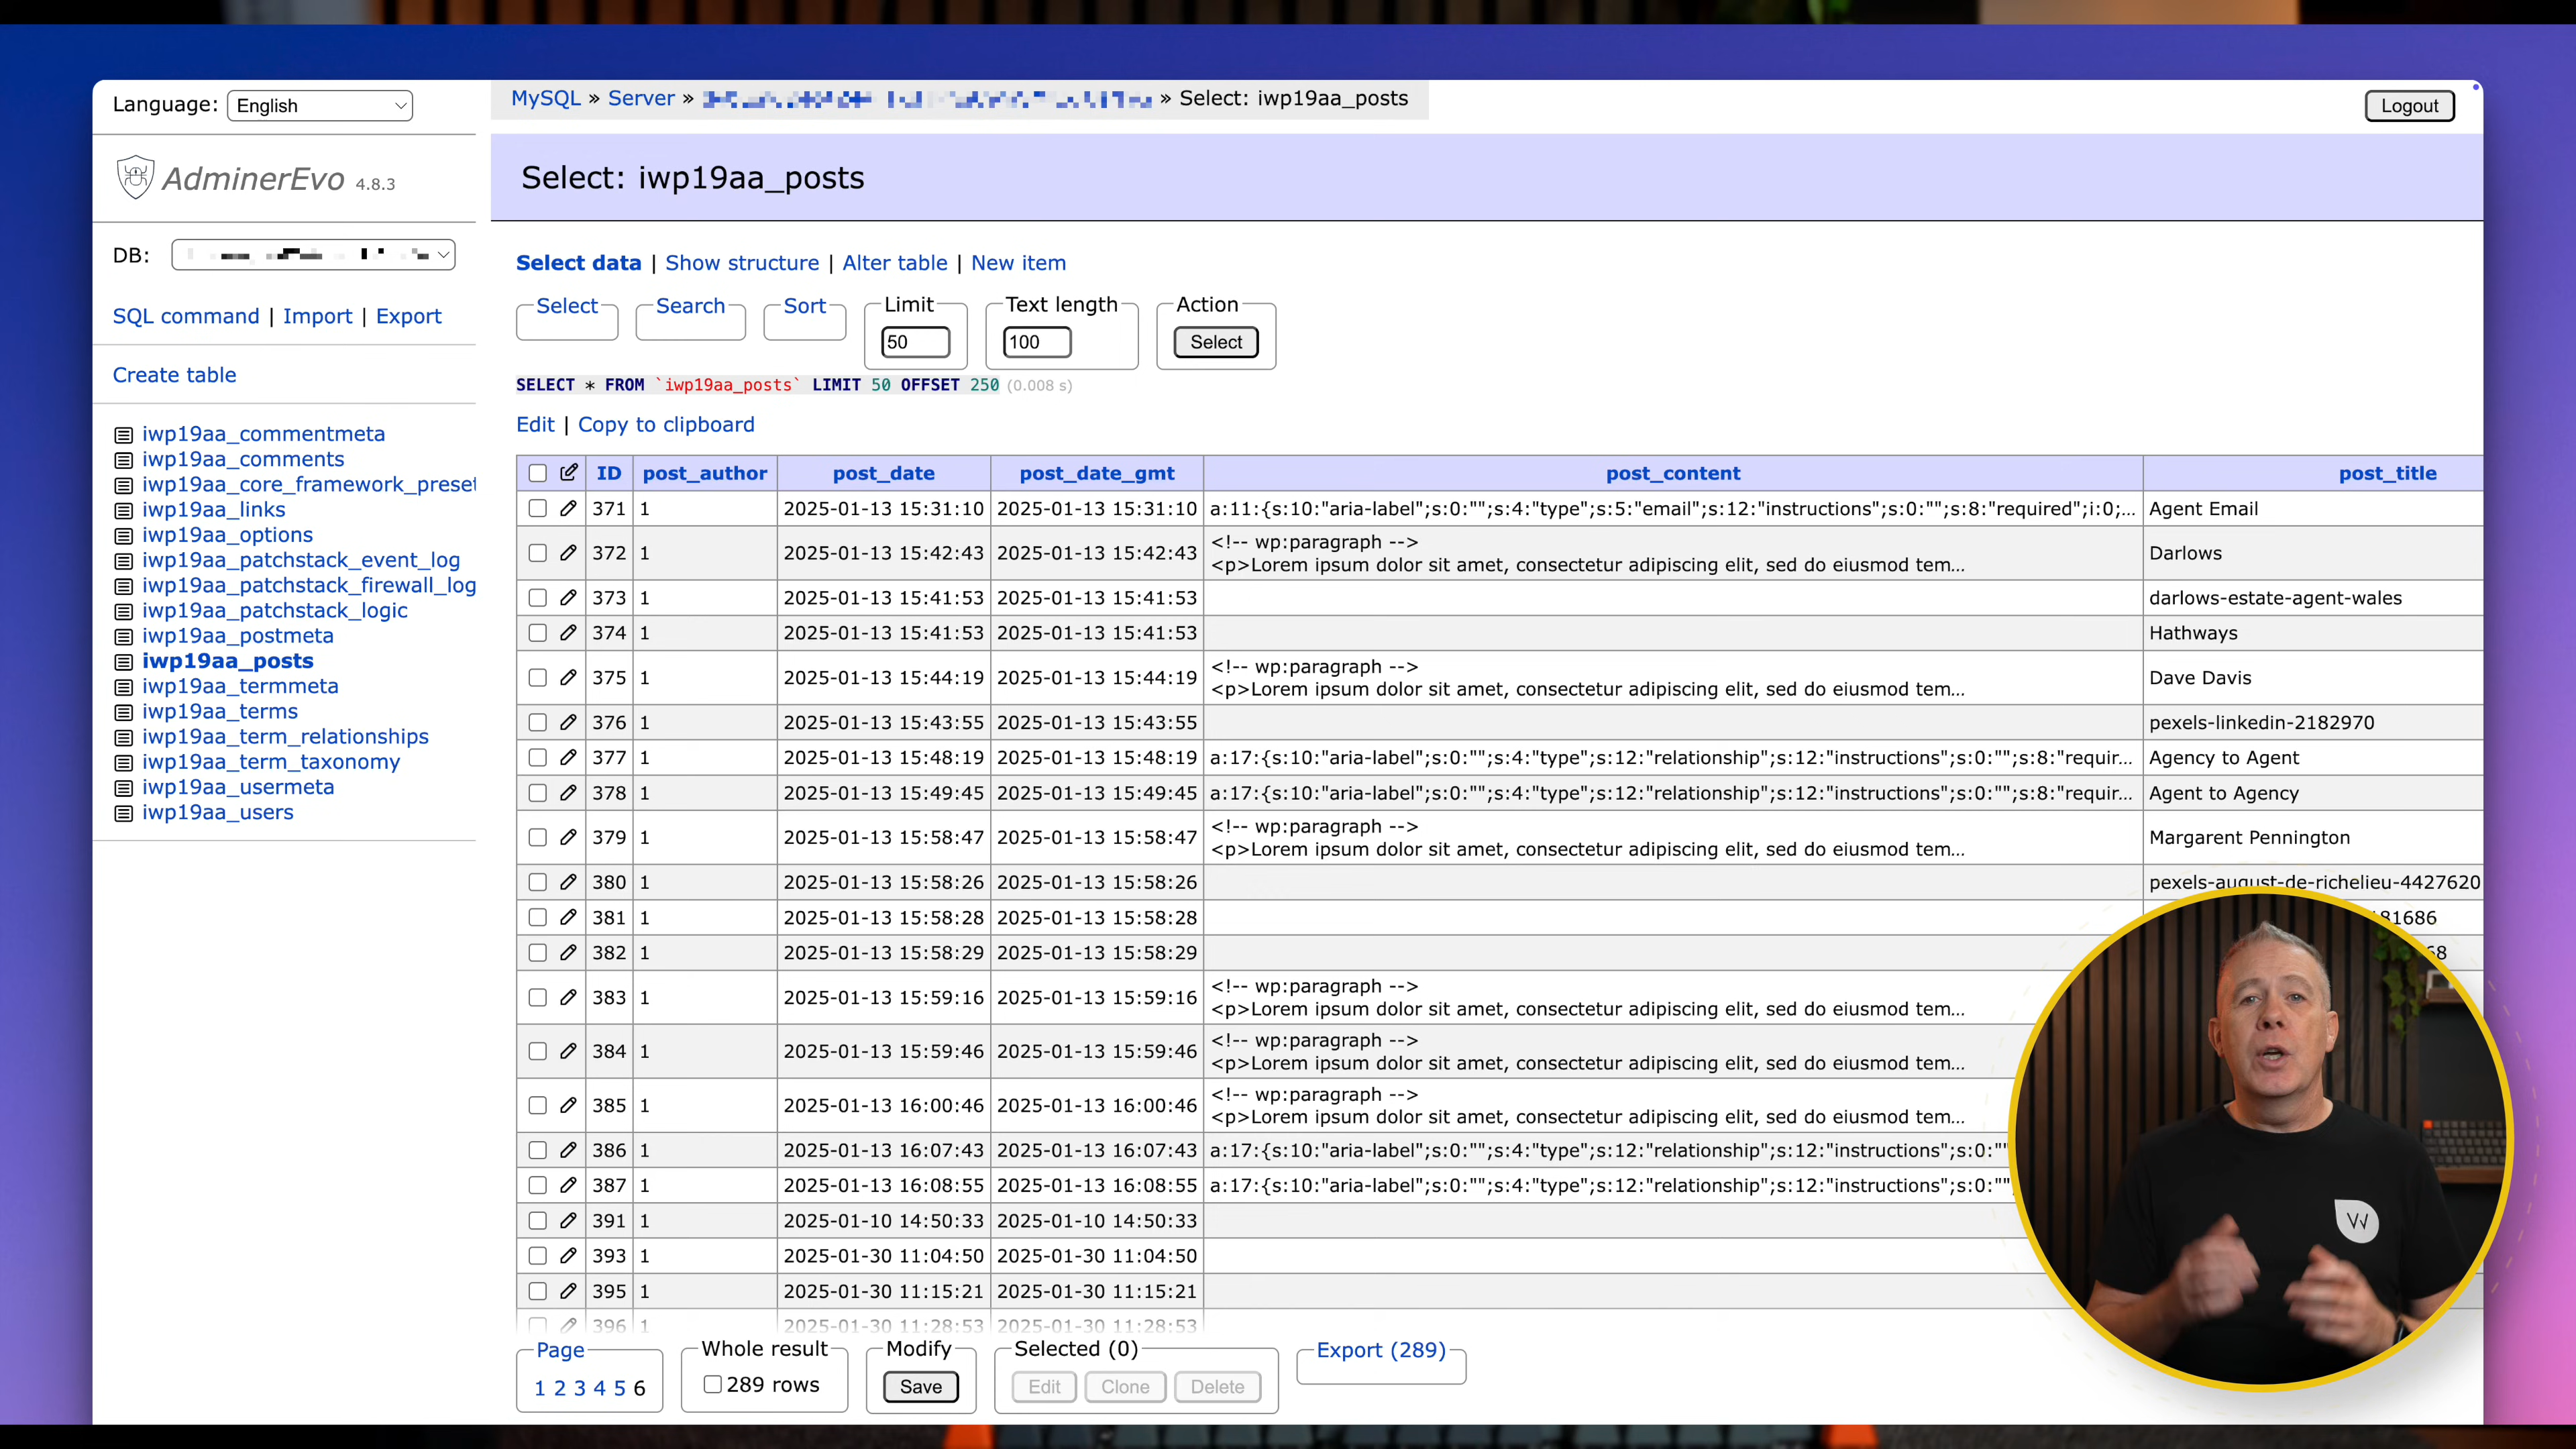 Language: English
MySQL » Server » » Select: iwp19aa_posts
Logout
AdminerEvo 4.8.3
Select: iwp19aa_posts
DB:
SQL command | Import | Export
Create table
iwp19aa_commentmeta
iwp19aa_comments
iwp19aa_core_framework_preset
iwp19aa_links
iwp19aa_options
iwp19aa_patchstack_event_log
iwp19aa_patchstack_firewall_log
iwp19aa_patchstack_logic
iwp19aa_postmeta
iwp19aa_posts
iwp19aa_termmeta
iwp19aa_terms
iwp19aa_term_relationships
iwp19aa_term_taxonomy
iwp19aa_usermeta
iwp19aa_users
Select data | Show structure | Alter table | New item
Select Search Sort Limit Text length Action
50 100 Select
SELECT * FROM `iwp19aa_posts` LIMIT 50 OFFSET 250 (0.008 s)
Edit | Copy to clipboard
ID post_author post_date post_date_gmt post_content post_title
371 1 2025-01-13 15:31:10 2025-01-13 15:31:10 a:11:{s:10:"aria-label";s:0:"";s:4:"type";s:5:"email";s:12:"instructions";s:0:"";s:8:"required";i:0;... Agent Email
372 1 2025-01-13 15:42:43 2025-01-13 15:42:43 <!-- wp:paragraph -->
<p>Lorem ipsum dolor sit amet, consectetur adipiscing elit, sed do eiusmod tem... Darlows
373 1 2025-01-13 15:41:53 2025-01-13 15:41:53 darlows-estate-agent-wales
374 1 2025-01-13 15:41:53 2025-01-13 15:41:53 Hathways
375 1 2025-01-13 15:44:19 2025-01-13 15:44:19 <!-- wp:paragraph -->
<p>Lorem ipsum dolor sit amet, consectetur adipiscing elit, sed do eiusmod tem... Dave Davis
376 1 2025-01-13 15:43:55 2025-01-13 15:43:55 pexels-linkedin-2182970
377 1 2025-01-13 15:48:19 2025-01-13 15:48:19 a:17:{s:10:"aria-label";s:0:"";s:4:"type";s:12:"relationship";s:12:"instructions";s:0:"";s:8:"requir... Agency to Agent
378 1 2025-01-13 15:49:45 2025-01-13 15:49:45 a:17:{s:10:"aria-label";s:0:"";s:4:"type";s:12:"relationship";s:12:"instructions";s:0:"";s:8:"requir... Agent to Agency
379 1 2025-01-13 15:58:47 2025-01-13 15:58:47 <!-- wp:paragraph -->
<p>Lorem ipsum dolor sit amet, consectetur adipiscing elit, sed do eiusmod tem... Margarent Pennington
380 1 2025-01-13 15:58:26 2025-01-13 15:58:26 pexels-august-de-richelieu-4427620
381 1 2025-01-13 15:58:28 2025-01-13 15:58:28 181686
382 1 2025-01-13 15:58:29 2025-01-13 15:58:29 68
383 1 2025-01-13 15:59:16 2025-01-13 15:59:16 <!-- wp:paragraph -->
<p>Lorem ipsum dolor sit amet, consectetur adipiscing elit, sed do eiusmod tem...
384 1 2025-01-13 15:59:46 2025-01-13 15:59:46 <!-- wp:paragraph -->
<p>Lorem ipsum dolor sit amet, consectetur adipiscing elit, sed do eiusmod tem...
385 1 2025-01-13 16:00:46 2025-01-13 16:00:46 <!-- wp:paragraph -->
<p>Lorem ipsum dolor sit amet, consectetur adipiscing elit, sed do eiusmod tem...
386 1 2025-01-13 16:07:43 2025-01-13 16:07:43 a:17:{s:10:"aria-label";s:0:"";s:4:"type";s:12:"relationship";s:12:"instructions";s:0:""
387 1 2025-01-13 16:08:55 2025-01-13 16:08:55 a:17:{s:10:"aria-label";s:0:"";s:4:"type";s:12:"relationship";s:12:"instructions";s:0:"";
391 1 2025-01-10 14:50:33 2025-01-10 14:50:33
393 1 2025-01-30 11:04:50 2025-01-30 11:04:50
395 1 2025-01-30 11:15:21 2025-01-30 11:15:21
396 1 2025-01-30 11:28:53 2025-01-30 11:28:53
Page Whole result Modify Selected (0) Export (289)
1 2 3 4 5 6 289 rows Save Edit Clone Delete
W